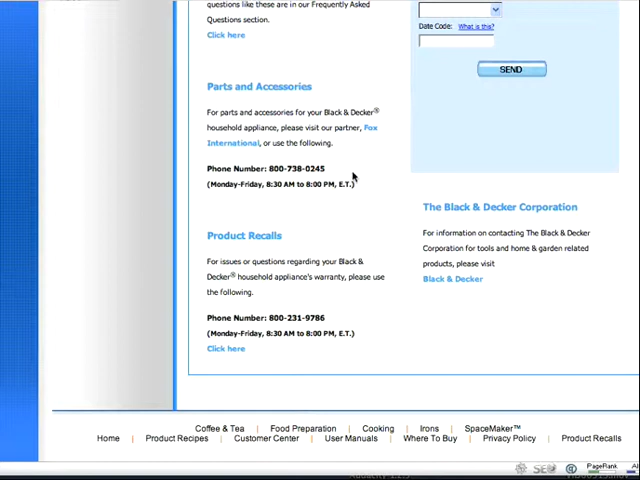 questions like these are in our Frequently Asked
Questions section.
Click here
Parts and Accessories
For parts and accessories for your Black & Decker®
household appliance, please visit our partner, Fox
International, or use the following.
Phone Number: 800-738-0245
(Monday-Friday, 8:30 AM to 8:00 PM, E.T.)
Product Recalls
For issues or questions regarding your Black &
Decker® household appliance's warranty, please use
the following.
Phone Number: 800-231-9786
(Monday-Friday, 8:30 AM to 8:00 PM, E.T.)
Click here
Date Code: What is this?
SEND
The Black & Decker Corporation
For information on contacting The Black & Decker
Corporation for tools and home & garden related
products, please visit
Black & Decker
Coffee & Tea | Food Preparation | Cooking | Irons | SpaceMaker™
Home | Product Recipes | Customer Center | User Manuals | Where To Buy | Privacy Policy | Product Recalls
PageRank